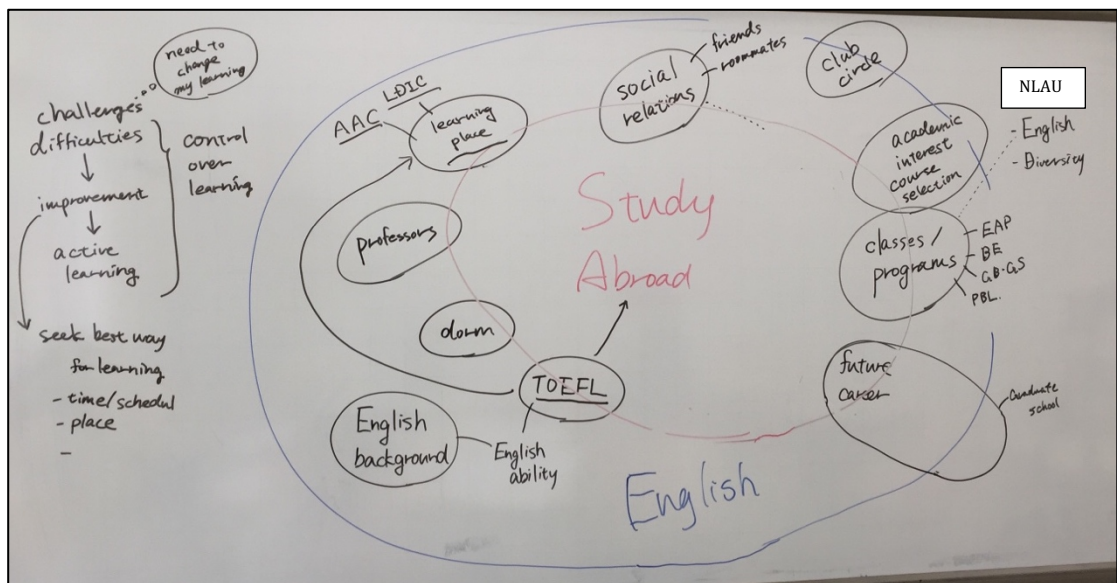 need to
change
my learning
challenges
difficulties
improvement
active
learning
control
over
learning
seek best way
for learning
- time/schedul
- place
-
AAC
LDIC
learning
place
professors
dorm
TOEFL
English
background
English
ability
Study
Abroad
English
social
relations
friends
roommates
club
circle
academic
interest
course
selection
NLAU
- English
- Diversity
classes/
programs
EAP
BE
GB・GS
PBL.
future
career
Graduate
school